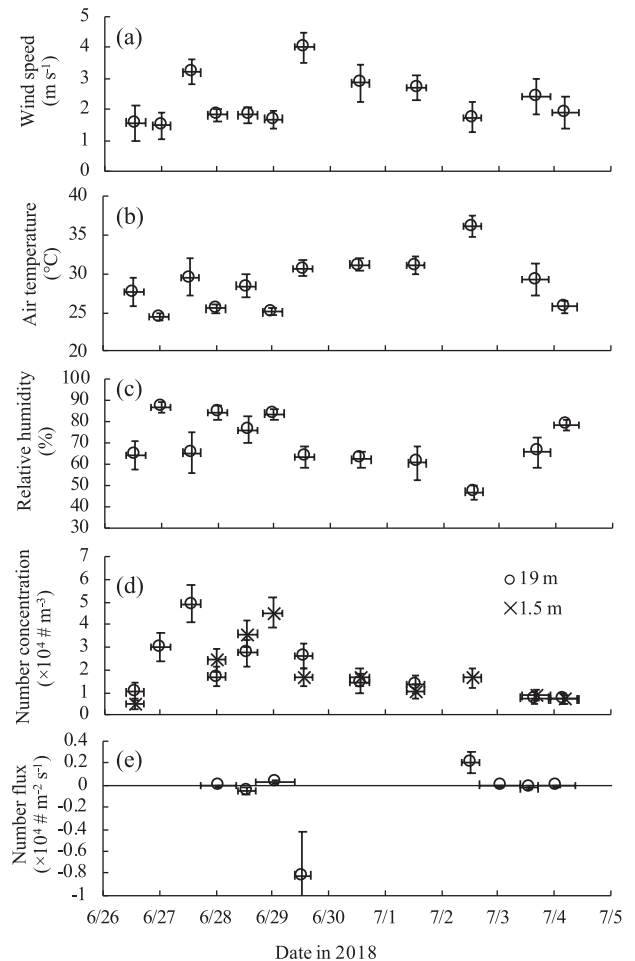 (a)
Wind speed
(m s-1)
5
4
3
2
1
0
(b)
Air temperature
(°C)
40
35
30
25
20
(c)
Relative humidity
(%)
100
90
80
70
60
50
40
30
(d)
Number concentration
(×10⁴ # m⁻³)
7
6
5
4
3
2
1
0
19 m
1.5 m
(e)
Number flux
(×10⁴ # m⁻² s⁻¹)
0.4
0.2
0
-0.2
-0.4
-0.6
-0.8
-1
6/26 6/27 6/28 6/29 6/30 7/1 7/2 7/3 7/4 7/5
Date in 2018